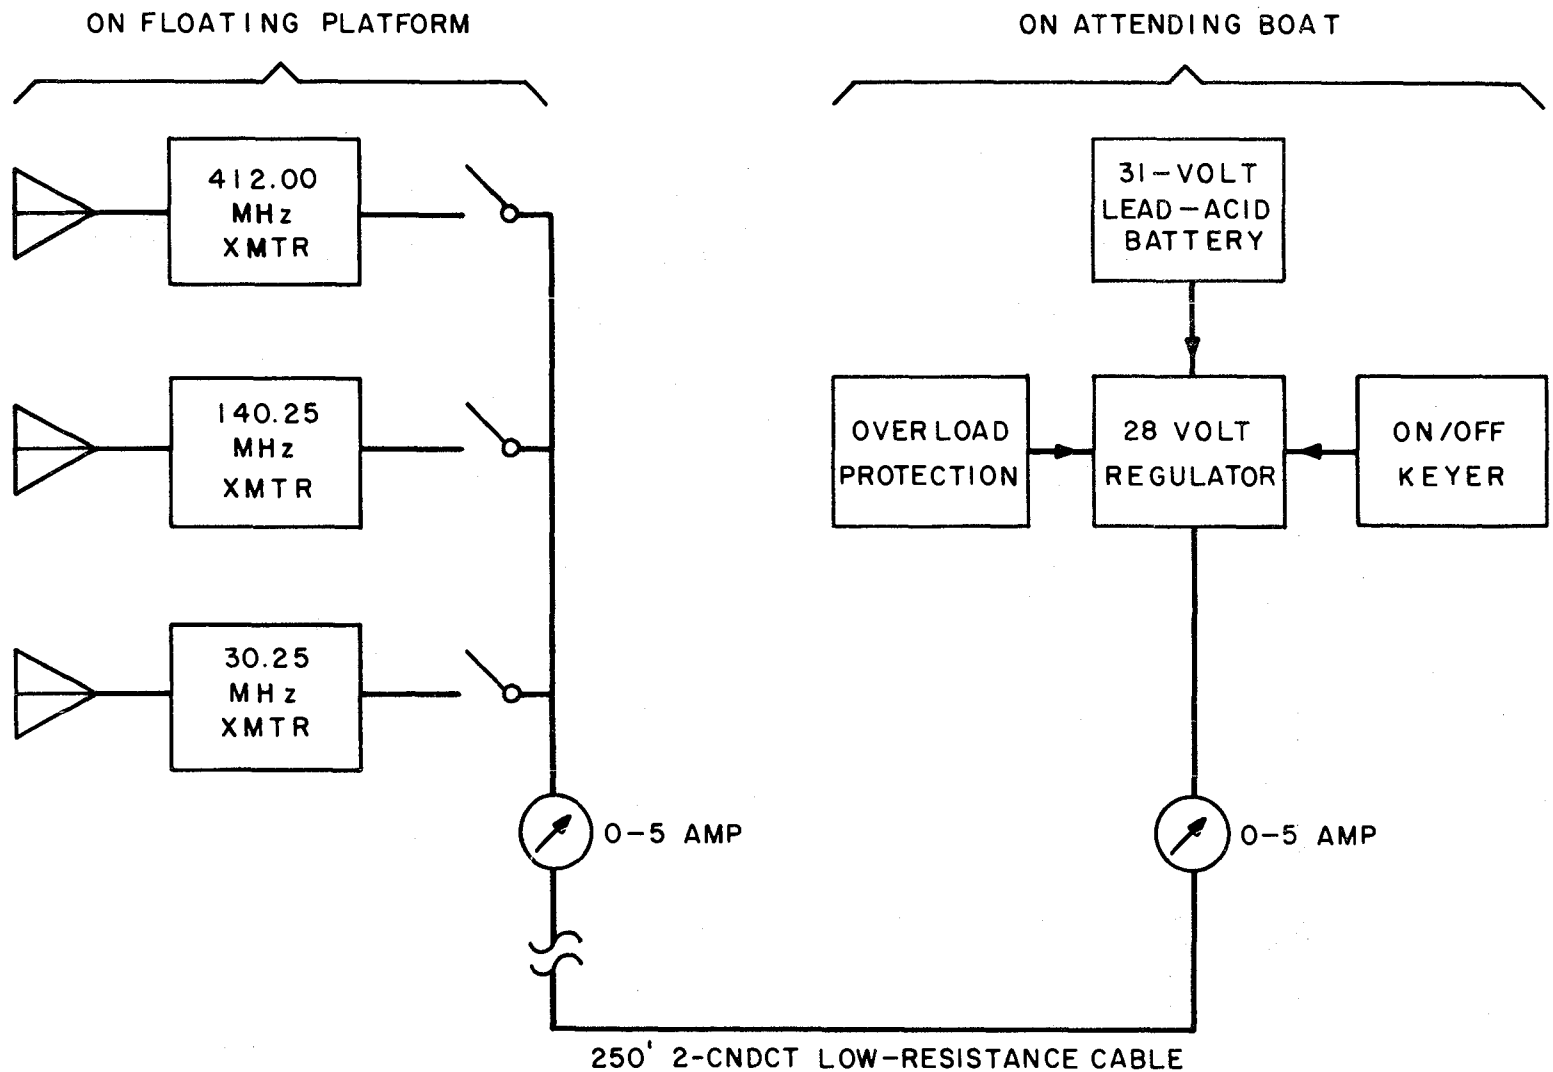 ON FLOATING PLATFORM
ON ATTENDING BOAT
412.00
MHz
XMTR
31-VOLT
LEAD-ACID
BATTERY
140.25
MHz
XMTR
OVERLOAD
PROTECTION
28 VOLT
REGULATOR
ON/OFF
KEYER
30.25
MHz
XMTR
0-5 AMP
0-5 AMP
250' 2-CNDCT LOW-RESISTANCE CABLE